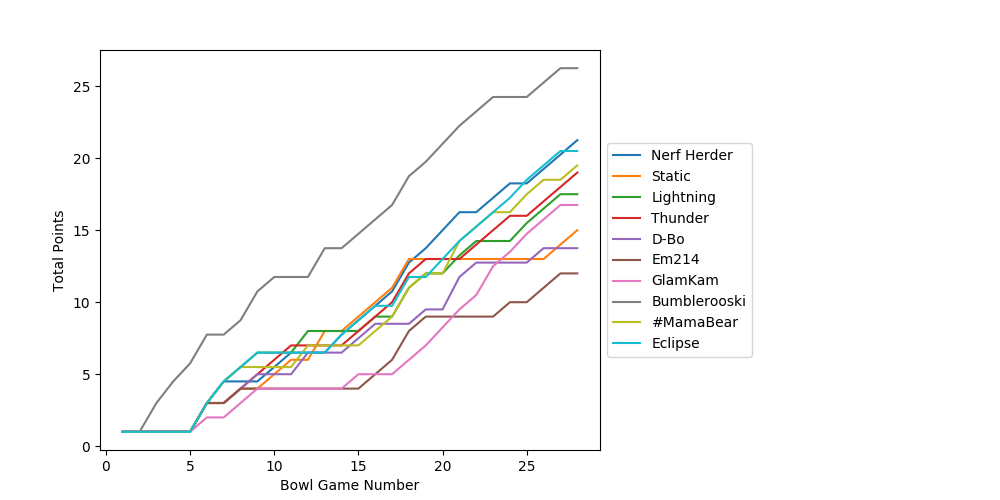 25
20
15
10
5
0
Total Points
0 5 10 15 20 25
Bowl Game Number
Nerf Herder
Static
Lightning
Thunder
D-Bo
Em214
GlamKam
Bumblerooski
#MamaBear
Eclipse